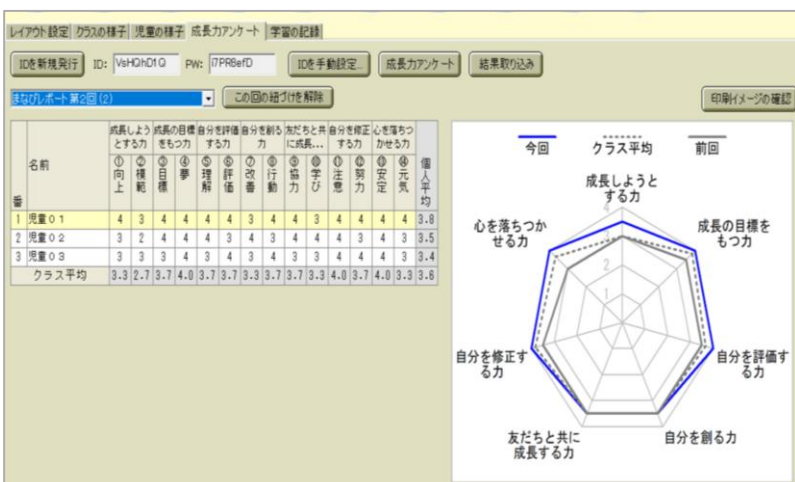 レイアウト設定 クラスの様子 児童の様子 成長力アンケート 学習の記録
IDを新規発行 ID: VsHQhD1Q PW: i7PR8efD IDを手動設定... 成長力アンケート 結果取り込み
まなびレポート第2回(2) この回の紐づけを解除 印刷イメージの確認
番 名前 成長しようとする力 成長の目標をもつ力 自分を評価する力 自分を創る力 友だちと共に成長... 自分を修正する力 心を落ちつかせる力
①向上 ②模範 ③目標 ④夢 ⑤理解 ⑥評価 ⑦改善 ⑧行動 ⑨協力 ⑩学び ⑪注意 ⑫努力 ⑬安定 ⑭元気 個人平均
1 児童01 4 3 4 4 4 4 3 4 4 3 4 4 4 4 3.8
2 児童02 3 2 4 4 4 3 4 3 4 4 4 3 4 3 3.5
3 児童03 3 3 3 4 3 4 3 4 3 3 4 4 4 3 3.4
クラス平均 3.3 2.7 3.7 4.0 3.7 3.7 3.3 3.7 3.7 3.3 4.0 3.7 4.0 3.3 3.6
今回 クラス平均 前回
成長しようと
する力
心を落ちつか
せる力
成長の目標を
もつ力
4
2
1
自分を修正す
る力
自分を評価す
る力
友だちと共に
成長する力
自分を創る力